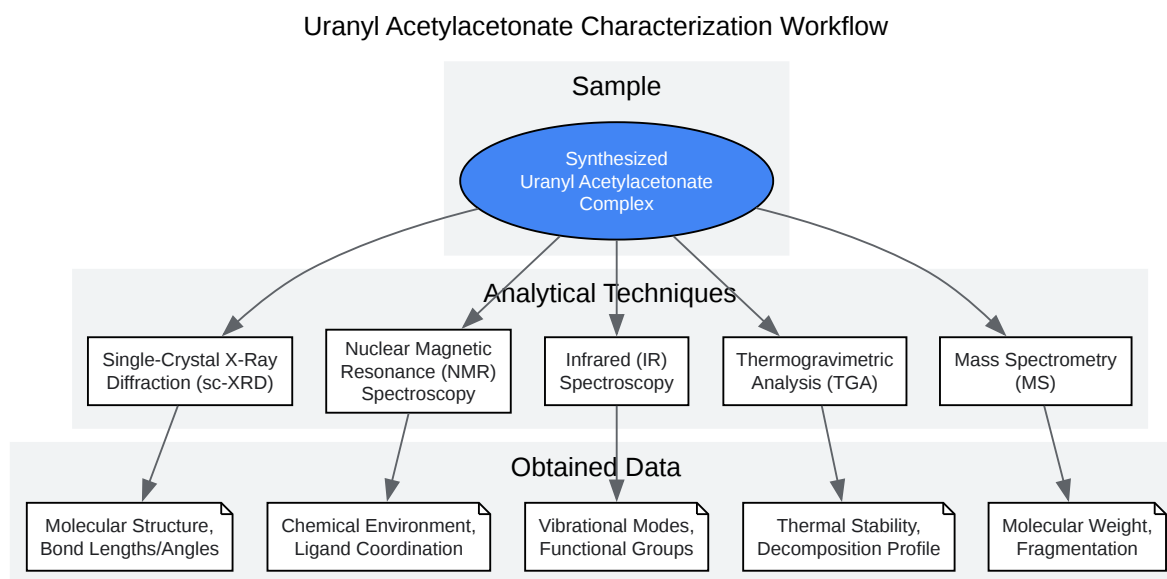 Uranyl Acetylacetonate Characterization Workflow
Sample
Synthesized
Uranyl Acetylacetonate
Complex
Analytical Techniques
Single-Crystal X-Ray
Diffraction (sc-XRD)
Nuclear Magnetic
Resonance (NMR)
Spectroscopy
Infrared (IR)
Spectroscopy
Thermogravimetric
Analysis (TGA)
Mass Spectrometry
(MS)
Obtained Data
Molecular Structure,
Bond Lengths/Angles
Chemical Environment,
Ligand Coordination
Vibrational Modes,
Functional Groups
Thermal Stability,
Decomposition Profile
Molecular Weight,
Fragmentation